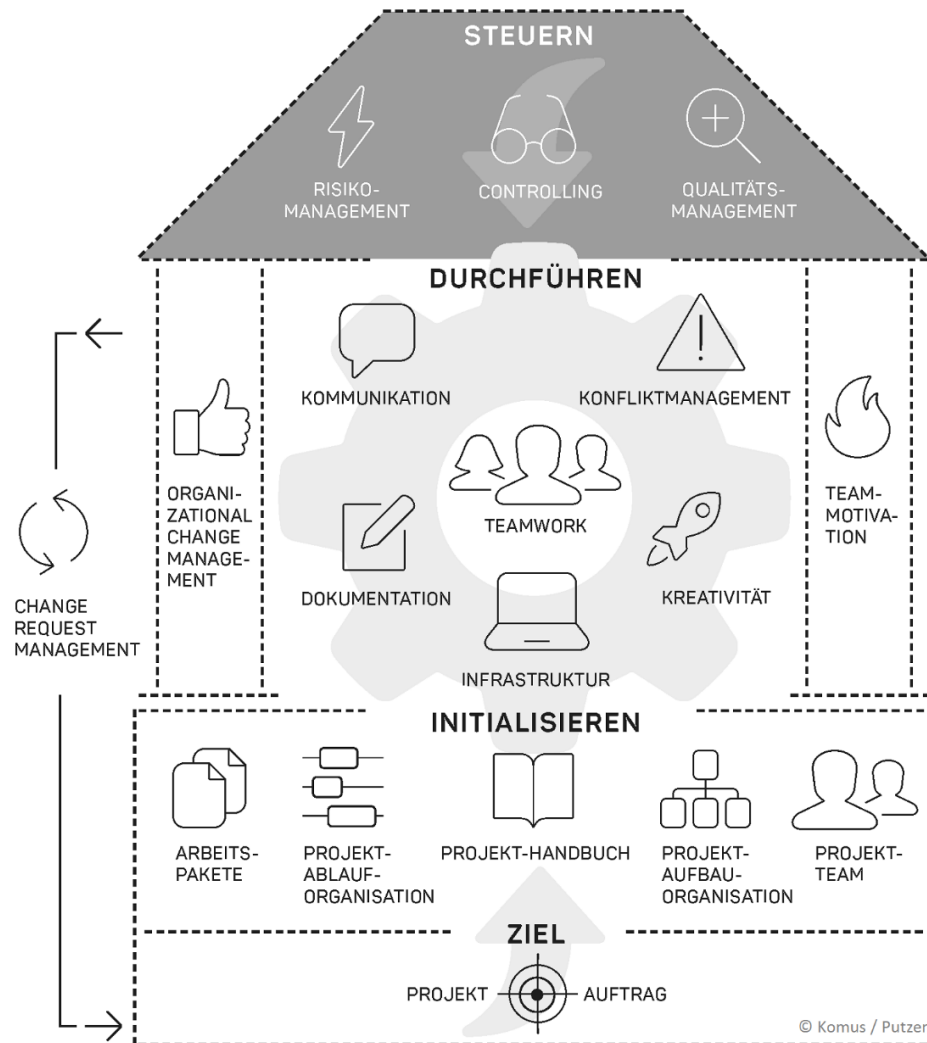 STEUERN
RISIKO-
MANAGEMENT
CONTROLLING
QUALITÄTS-
MANAGEMENT
DURCHFÜHREN
KOMMUNIKATION
KONFLIKTMANAGEMENT
ORGANI-
ZATIONAL
CHANGE
MANAGE-
MENT
TEAMWORK
TEAM-
MOTIVA-
TION
DOKUMENTATION
KREATIVITÄT
CHANGE
REQUEST
MANAGEMENT
INFRASTRUKTUR
INITIALISIEREN
ARBEITS-
PAKETE
PROJEKT-
ABLAUF-
ORGANISATION
PROJEKT-HANDBUCH
PROJEKT-
AUFBAU-
ORGANISATION
PROJEKT-
TEAM
ZIEL
PROJEKT
AUFTRAG
© Komus / Putzer